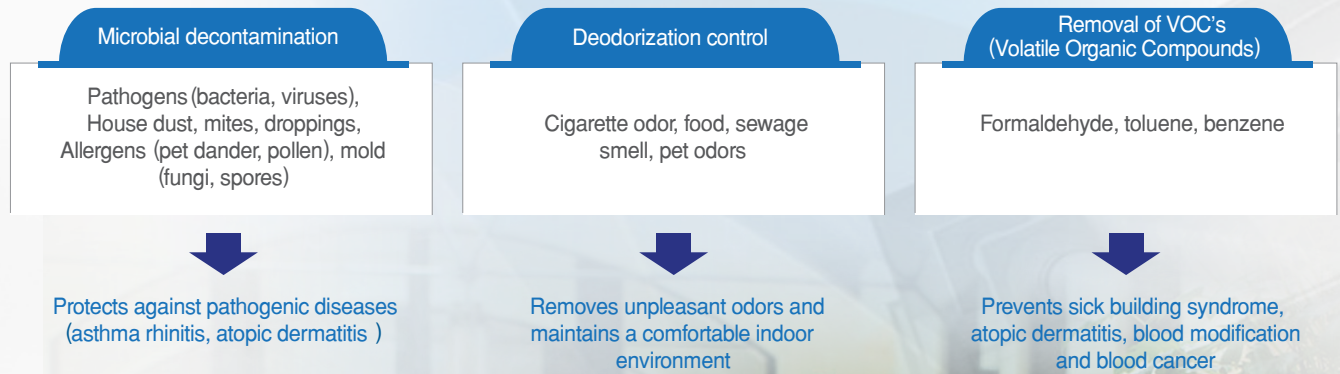 Microbial decontamination
Pathogens (bacteria, viruses),
House dust, mites, droppings,
Allergens (pet dander, pollen), mold
(fungi, spores)
Protects against pathogenic diseases
(asthma rhinitis, atopic dermatitis )
Deodorization control
Cigarette odor, food, sewage
smell, pet odors
Removes unpleasant odors and
maintains a comfortable indoor
environment
Removal of VOC's
(Volatile Organic Compounds)
Formaldehyde, toluene, benzene
Prevents sick building syndrome,
atopic dermatitis, blood modification
and blood cancer